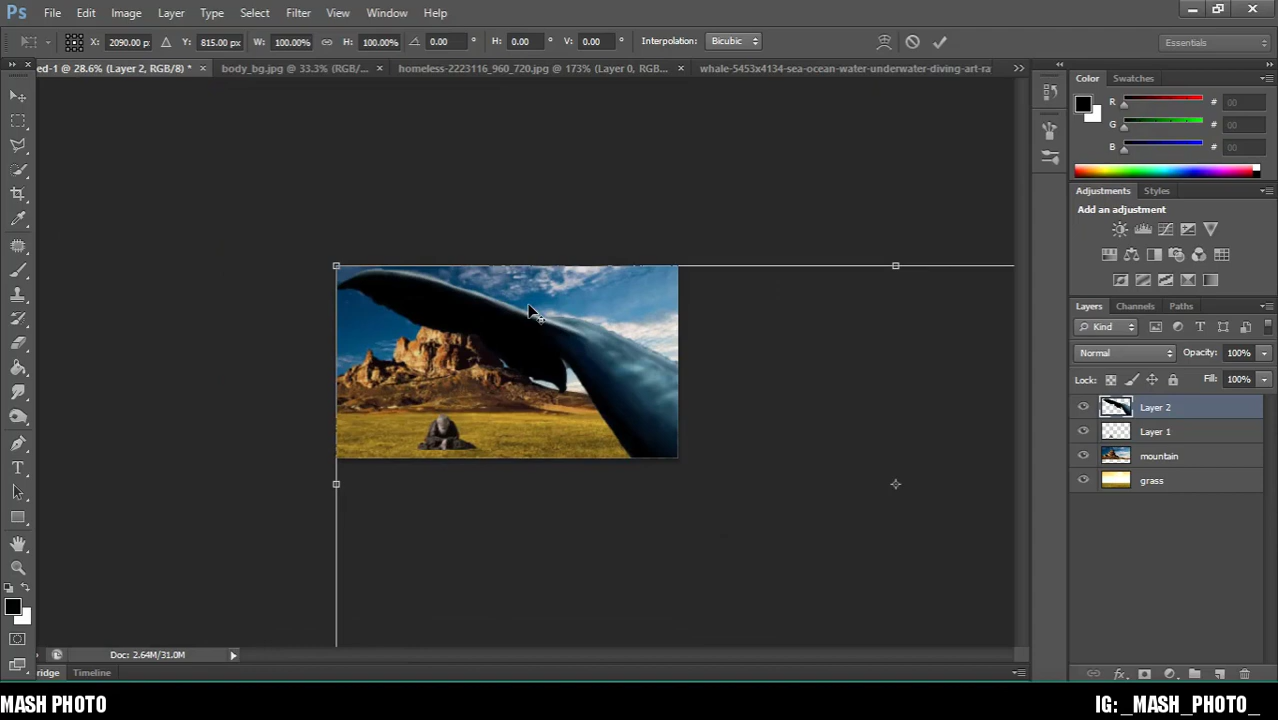 Ps File Edit Image Layer Type Select Filter View Window Help
X: 2090.00 px Y: 815.00 px W: 100.00% H: 100.00% 0.00 ° H: 0.00 ° V: 0.00 ° Interpolation: Bicubic Essentials
ed-1 @ 28.6% (Layer 2, RGB/8) * × body_bg.jpg @ 33.3% (RGB/... × homeless-2223116_960_720.jpg @ 173% (Layer 0, RGB... × whale-5453x4134-sea-ocean-water-underwater-diving-art-ra
Color Swatches
R # 00
G # 00
B # 00
Adjustments Styles
Add an adjustment
Layers Channels Paths
Kind
Normal Opacity: 100%
Lock: Fill: 100%
Layer 2
Layer 1
mountain
grass
Doc: 2.64M/31.0M
ridge Timeline
MASH PHOTO IG: _MASH_PHOTO_